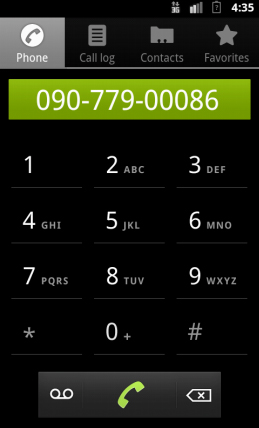 3G 4:35
Phone Call log Contacts Favorites
090-779-00086
1 2 ABC 3 DEF
4 GHI 5 JKL 6 MNO
7 PQRS 8 TUV 9 WXYZ
* 0 + #